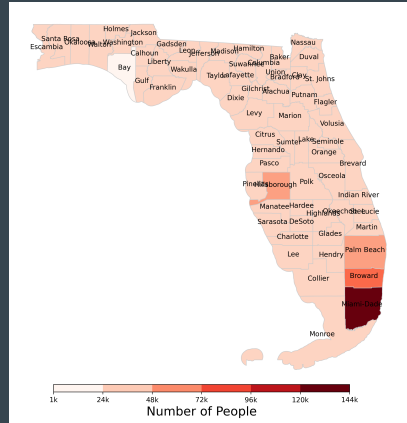 Holmes
Jackson
Santa Rosa
Okaloosa
Walton
Washington
Escambia
Gadsden
Leon
Jefferson
Madison
Hamilton
Nassau
Calhoun
Liberty
Bay
Wakulla
Suwannee
Columbia
Baker
Duval
Gulf
Franklin
Taylor
Lafayette
Union
Bradford
Clay
St. Johns
Gilchrist
Alachua
Putnam
Dixie
Flagler
Levy
Marion
Volusia
Citrus
Sumter
Lake
Seminole
Hernando
Orange
Pasco
Brevard
Pinellas
Hillsborough
Polk
Osceola
Indian River
Manatee
Hardee
Highlands
Okeechobee
St. Lucie
Sarasota
DeSoto
Martin
Charlotte
Glades
Lee
Hendry
Palm Beach
Collier
Broward
Miami-Dade
Monroe
1k 24k 48k 72k 96k 120k 144k
Number of People